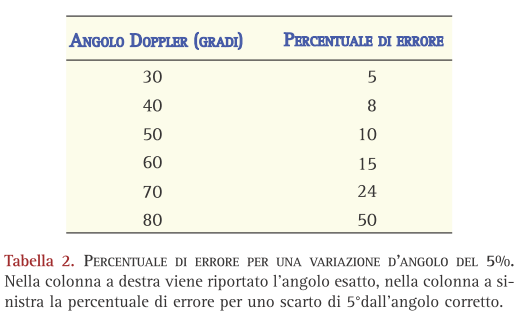 ANGOLO DOPPLER (GRADI) PERCENTUALE DI ERRORE
30 5
40 8
50 10
60 15
70 24
80 50
Tabella 2. PERCENTUALE DI ERRORE PER UNA VARIAZIONE D'ANGOLO DEL 5%.
Nella colonna a destra viene riportato l'angolo esatto, nella colonna a si-
nistra la percentuale di errore per uno scarto di 5°dall'angolo corretto.